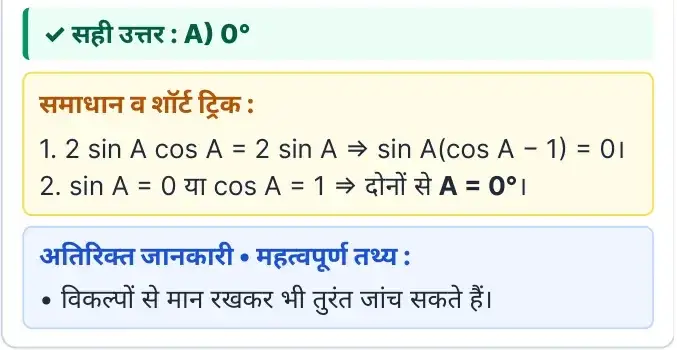 ✓ सही उत्तर : A) 0°
समाधान व शॉर्ट ट्रिक :
1. 2 sin A cos A = 2 sin A ⇒ sin A(cos A − 1) = 0।
2. sin A = 0 या cos A = 1 ⇒ दोनों से A = 0°।
अतिरिक्त जानकारी • महत्वपूर्ण तथ्य :
• विकल्पों से मान रखकर भी तुरंत जांच सकते हैं।